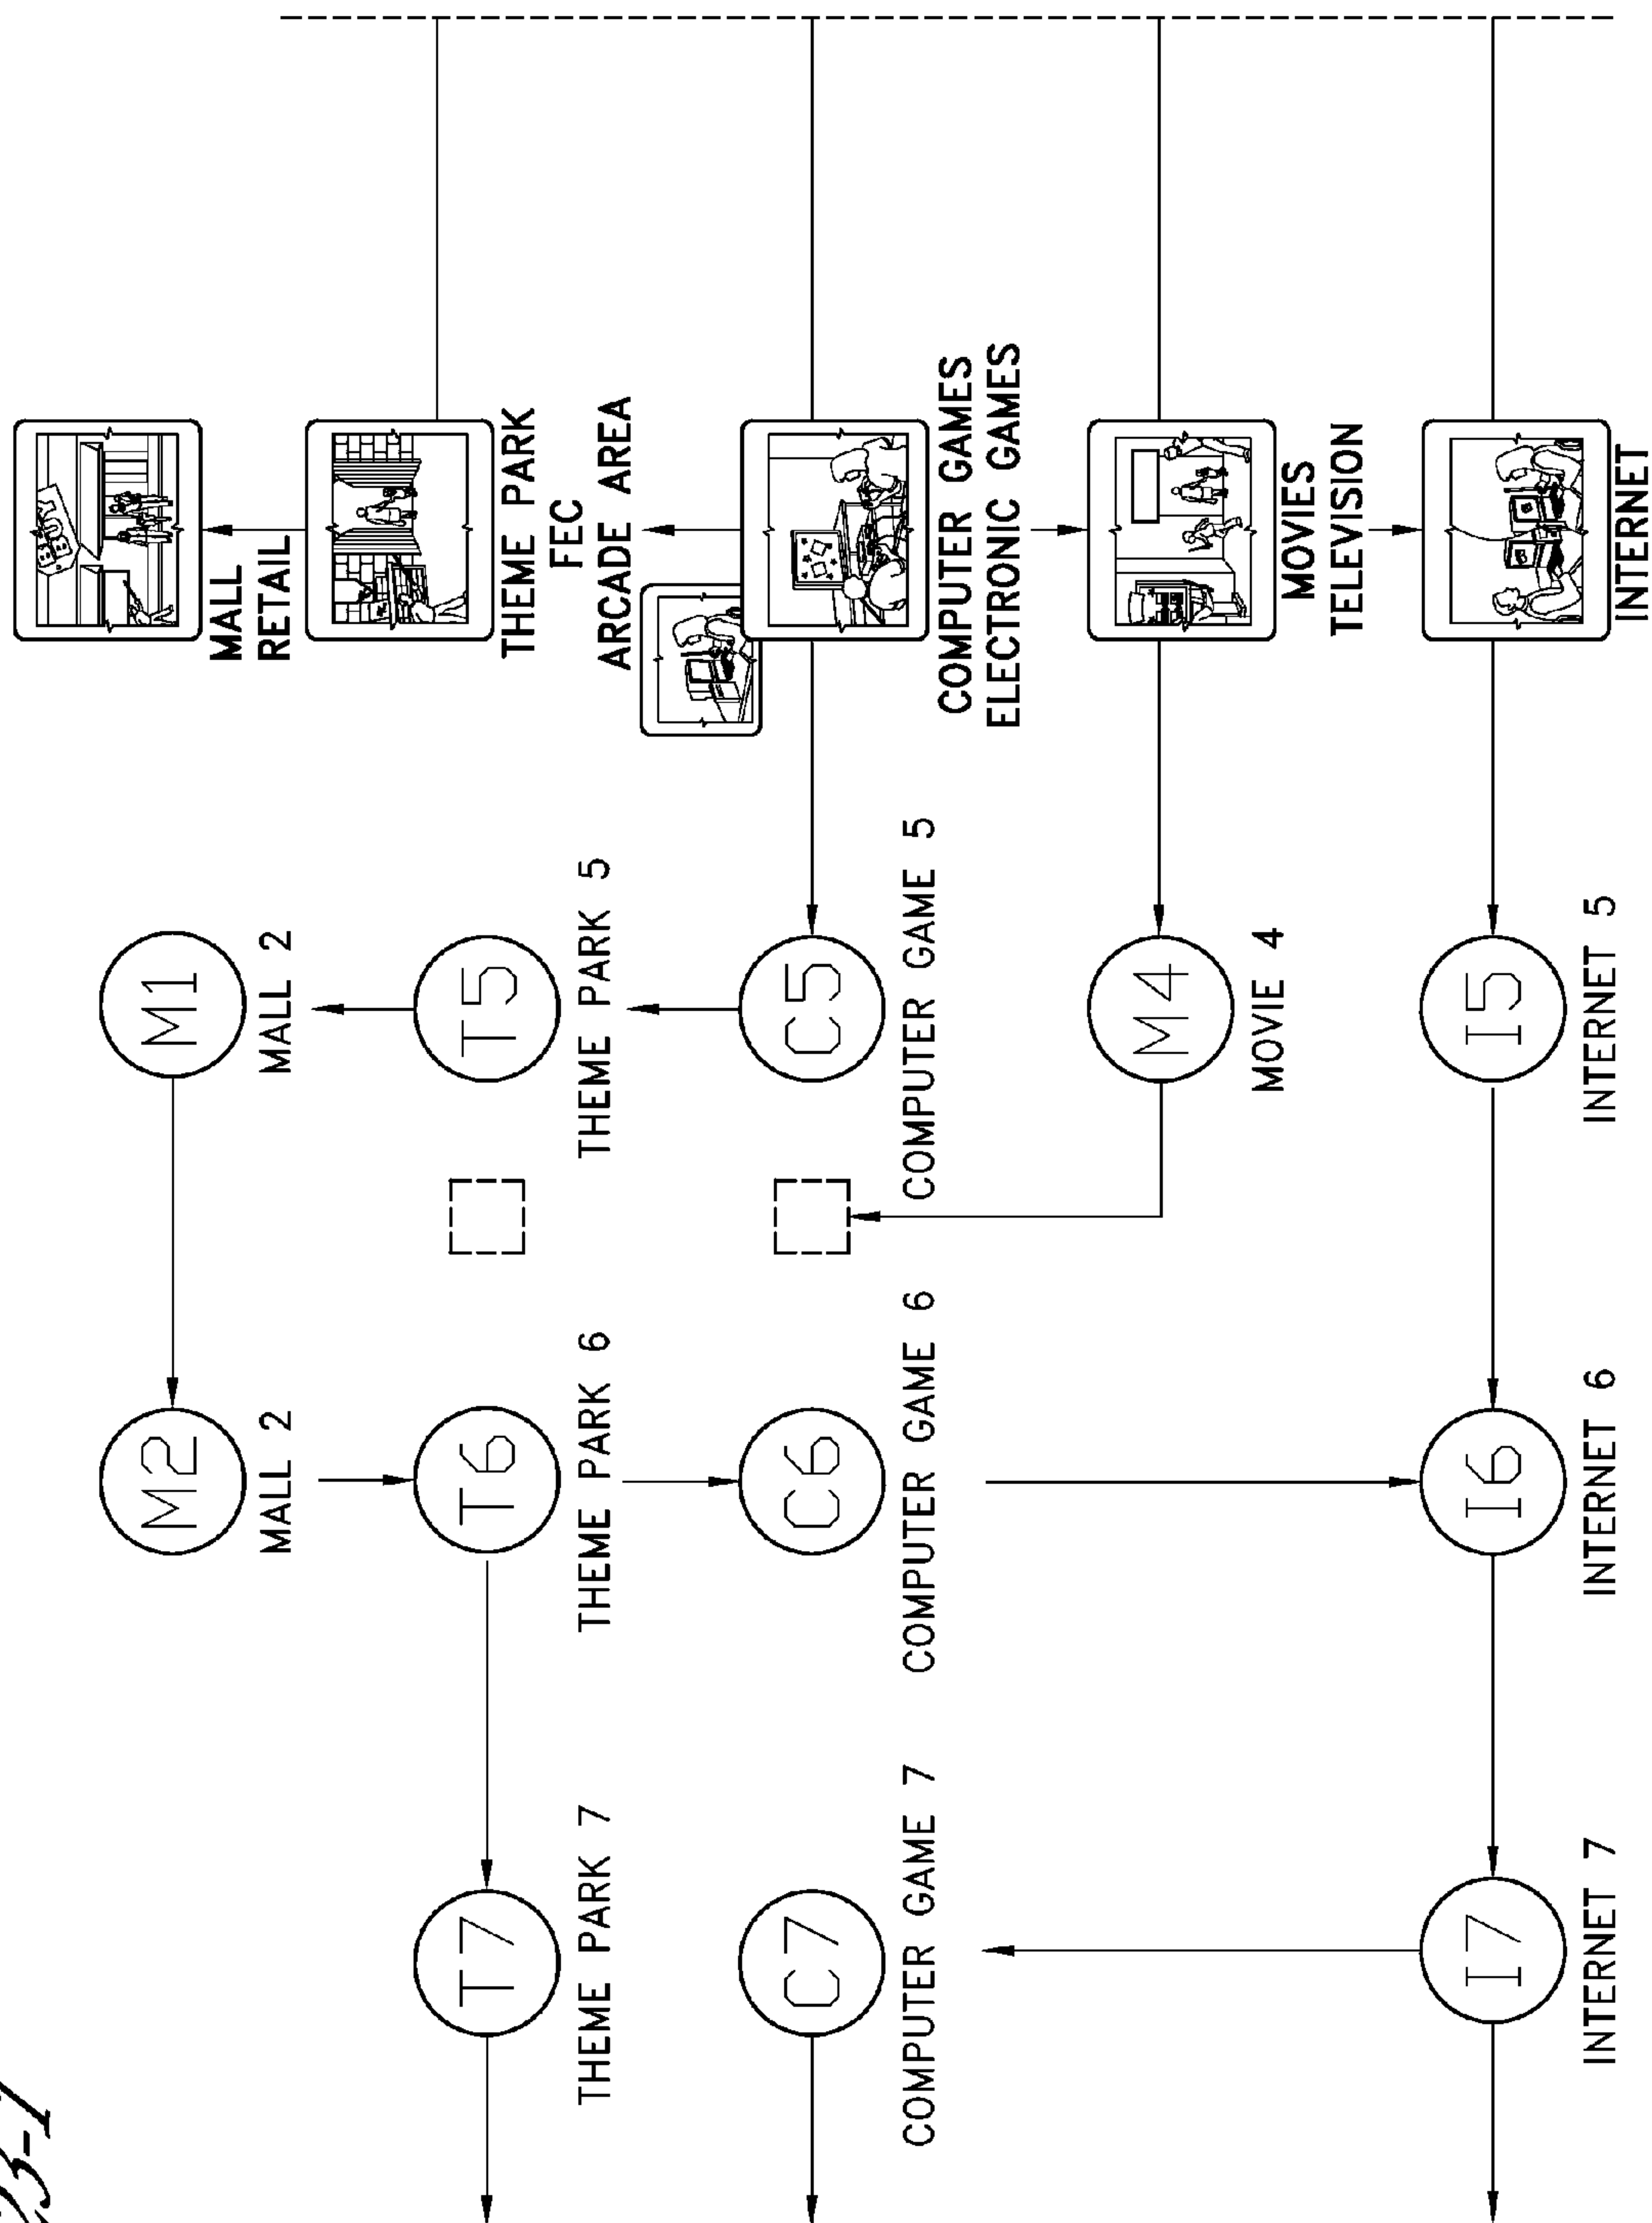 23-1
M2
M1
MALL 2
MALL 2
MALL
RETAIL
T7
T6
T5
THEME PARK 7
THEME PARK 6
THEME PARK 5
THEME PARK
FEC
ARCADE AREA
C7
C6
C5
COMPUTER GAME 7
COMPUTER GAME 6
COMPUTER GAME 5
COMPUTER GAMES
ELECTRONIC GAMES
M4
MOVIE 4
MOVIES
TELEVISION
I7
I6
I5
INTERNET 7
INTERNET 6
INTERNET 5
INTERNET